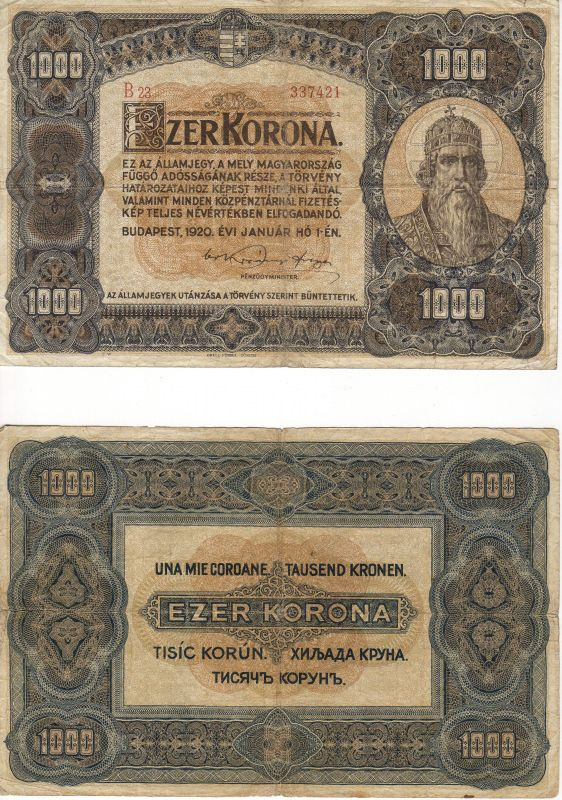 1000
1000
B 23
337421
EZER KORONA.
EZ AZ ÁLLAMJEGY, A MELY MAGYARORSZÁG
FÜGGŐ ADÓSSÁGÁNAK RÉSZE, A TÖRVÉNY
HATÁROZATAIHOZ KÉPEST MINDENKI ÁLTAL,
VALAMINT MINDEN KÖZPÉNZTÁRNÁL FIZETÉS-
KÉP TELJES NÉVÉRTÉKBEN ELFOGADANDÓ.
BUDAPEST, 1920. ÉVI JANUÁR HÓ 1-ÉN.
PÉNZÜGYMINISTER.
1000
1000
AZ ÁLLAMJEGYEK UTÁNZÁSA A TÖRVÉNY SZERINT BÜNTETTETIK.
1000
1000
UNA MIE COROANE. TAUSEND KRONEN.
EZER KORONA
TISÍC KORÚN. ХИЉАДА КРУНА.
ТИСЯЧЪ КОРУНЪ.
1000
1000